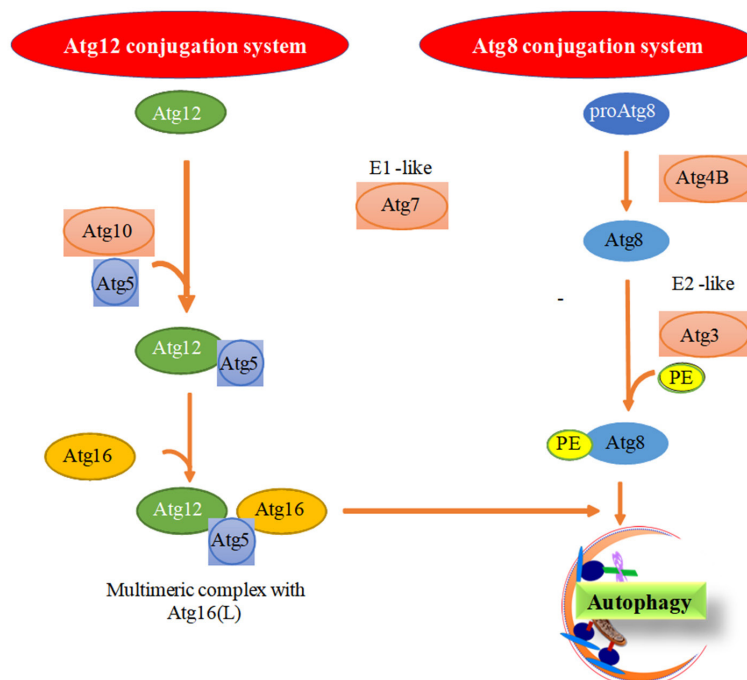 Atg12 conjugation system
Atg12
Atg10
Atg5
Atg12
Atg5
Atg16
Atg12
Atg16
Atg5
Multimeric complex with
Atg16(L)
E1 -like
Atg7
Atg8 conjugation system
proAtg8
Atg4B
Atg8
-
E2 -like
Atg3
PE
PE
Atg8
Autophagy